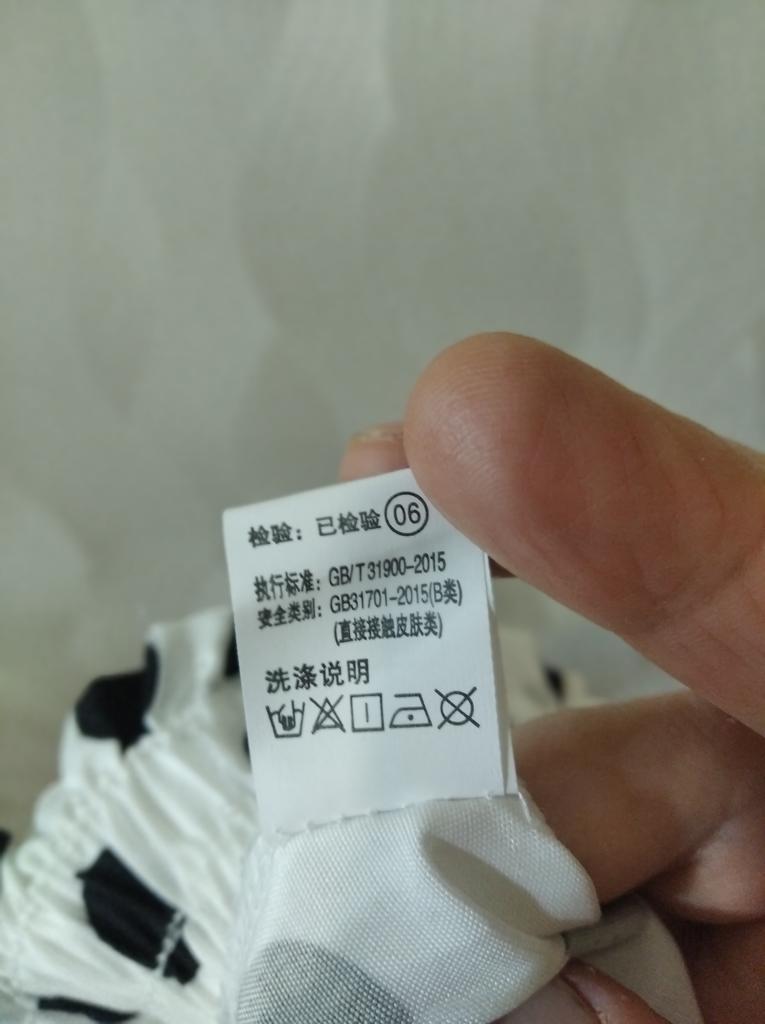 检验：已检验 06
执行标准：GB/T 31900-2015
安全类别：GB31701-2015(B类)
(直接接触皮肤类)
洗涤说明